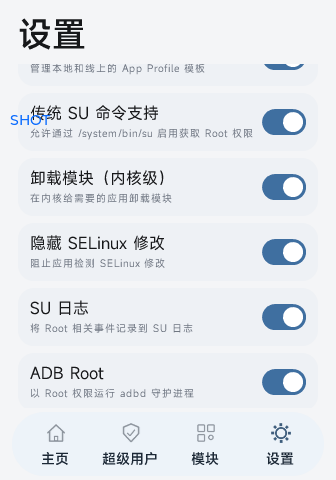 设置
管理本地和线上的 App Profile 模板
传统 SU 命令支持
SHOT
允许通过 /system/bin/su 启用获取 Root 权限
卸载模块（内核级）
在内核给需要的应用卸载模块
隐藏 SELinux 修改
阻止应用检测 SELinux 修改
SU 日志
将 Root 相关事件记录到 SU 日志
ADB Root
以 Root 权限运行 adbd 守护进程
主页
超级用户
模块
设置